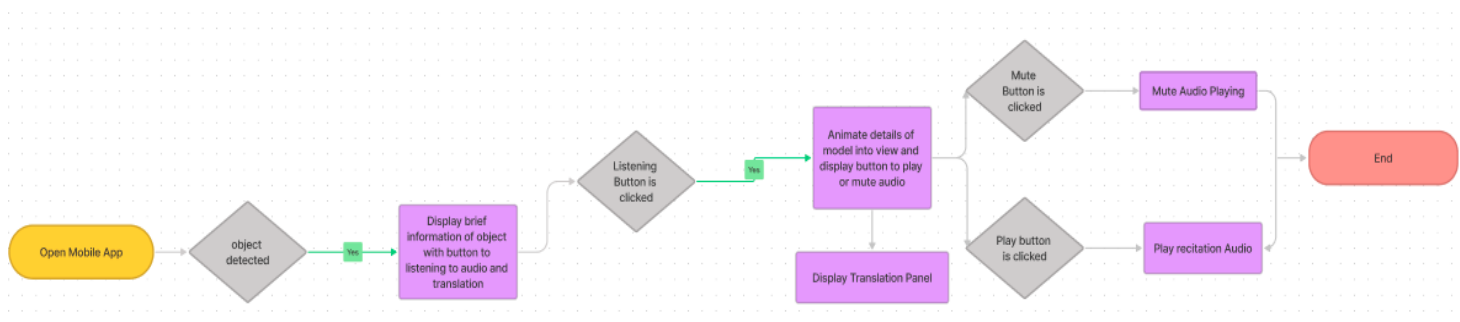 Open Mobile App
object
detected
Yes
Display brief
information of object
with button to
listening to audio and
translation
Listening
Button is
clicked
Yes
Animate details of
model into view and
display button to play
or mute audio
Display Translation Panel
Mute
Button is
clicked
Mute Audio Playing
Play button
is clicked
Play recitation Audio
End